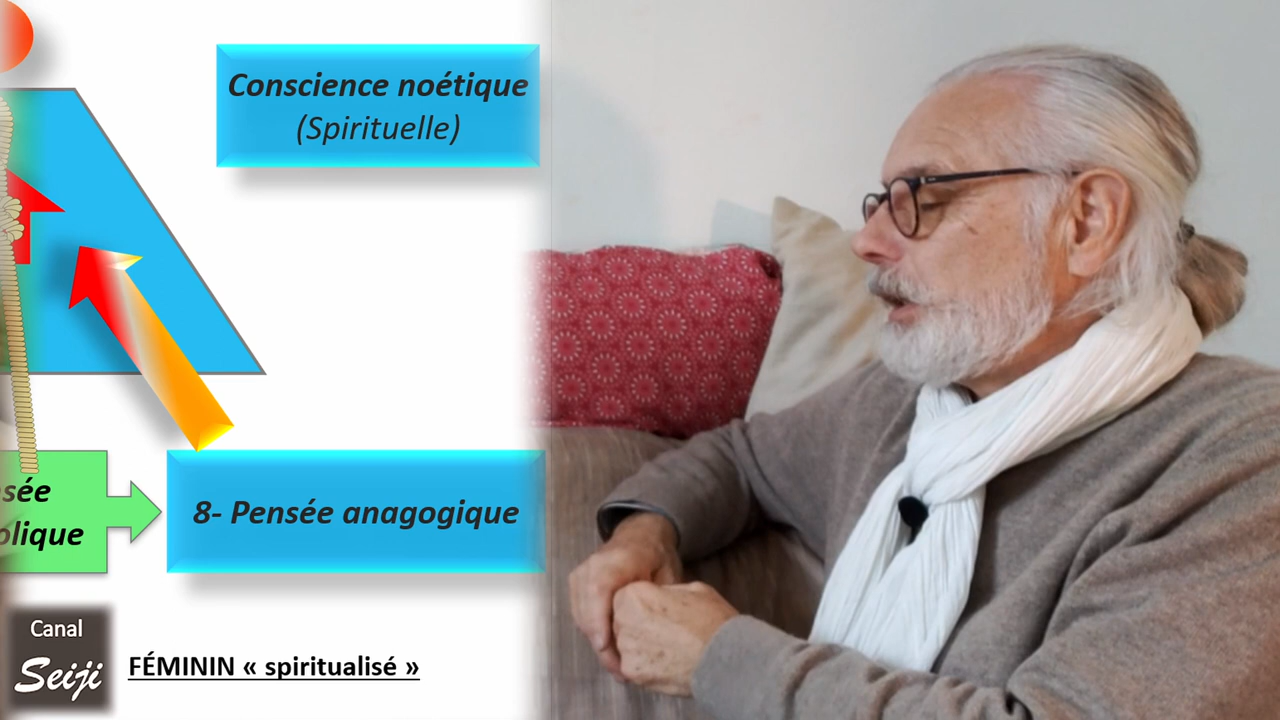 Conscience noétique
(Spirituelle)
8- Pensée anagogique
Canal
Seiji
FÉMININ « spiritualisé »